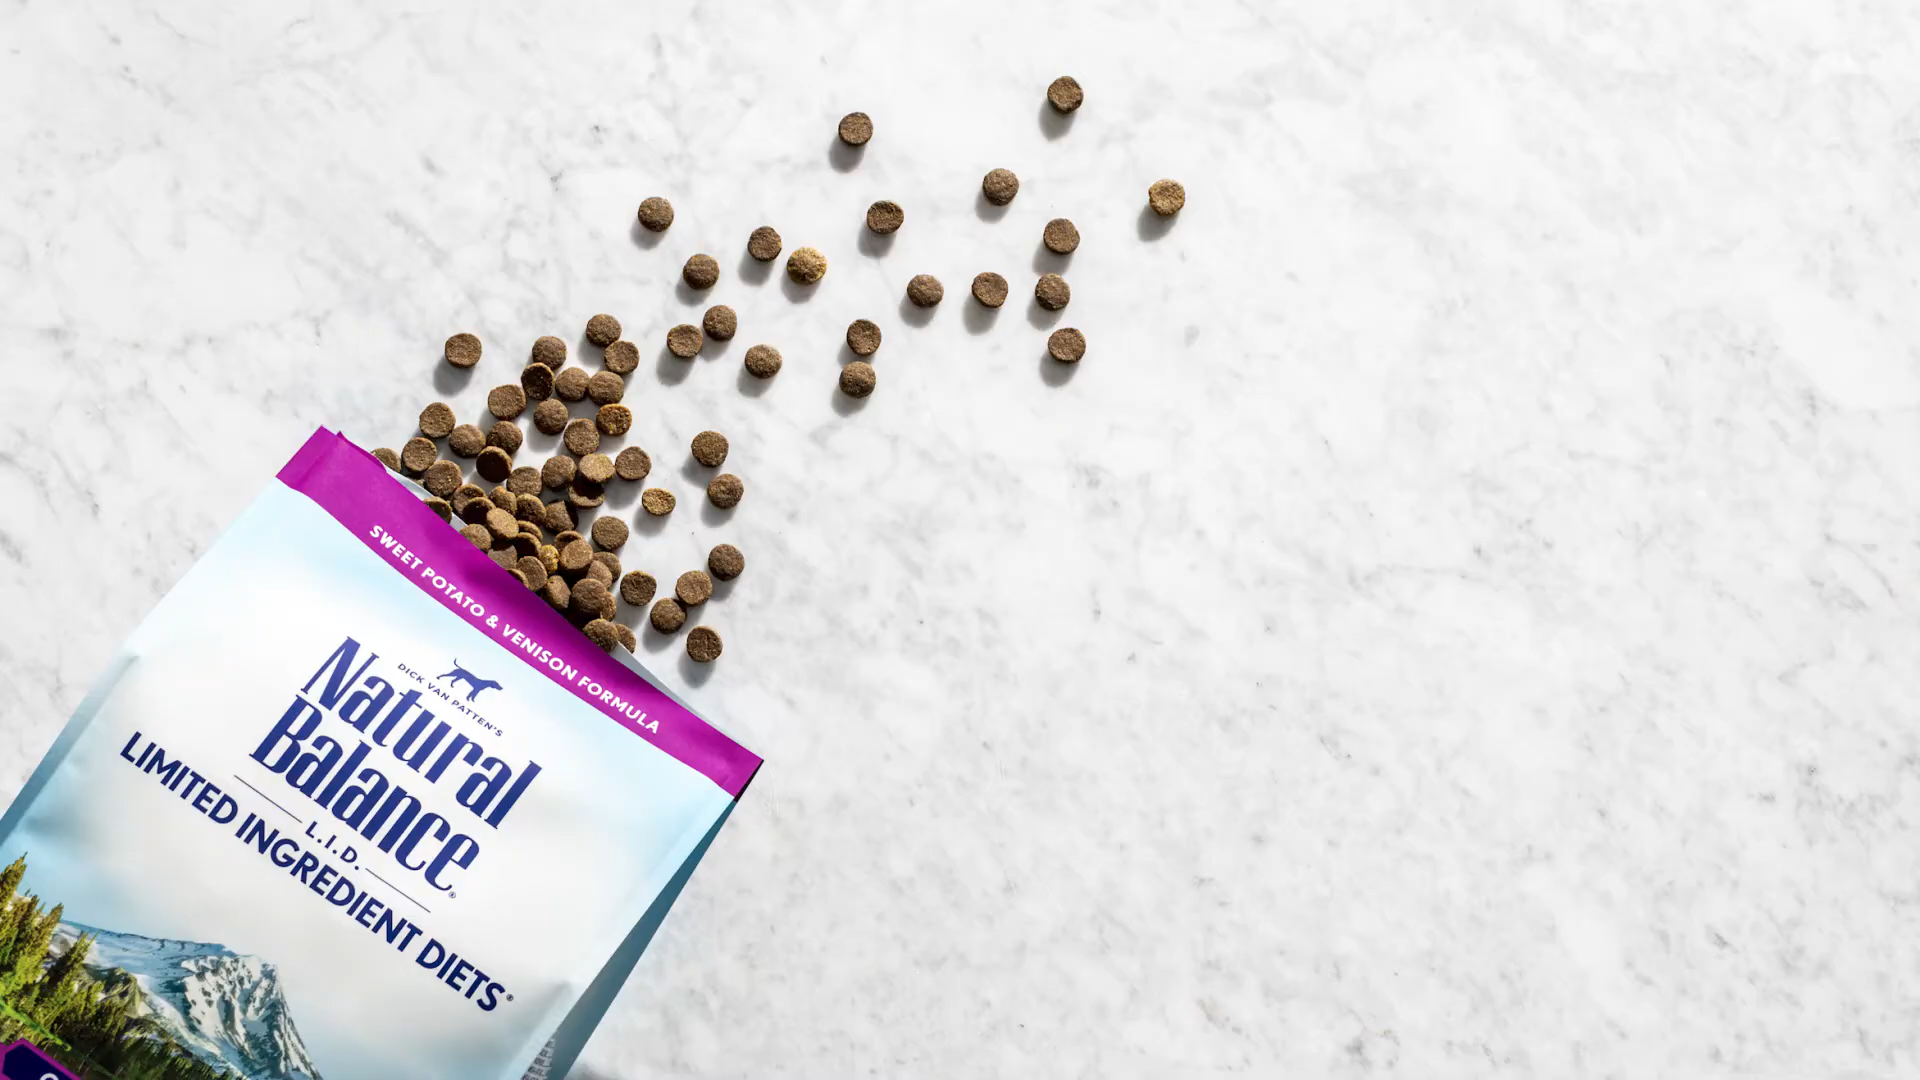 SWEET POTATO & VENISON FORMULA
DICK VAN PATTEN'S
Natural
Balance®
L.I.D.
LIMITED INGREDIENT DIETS®